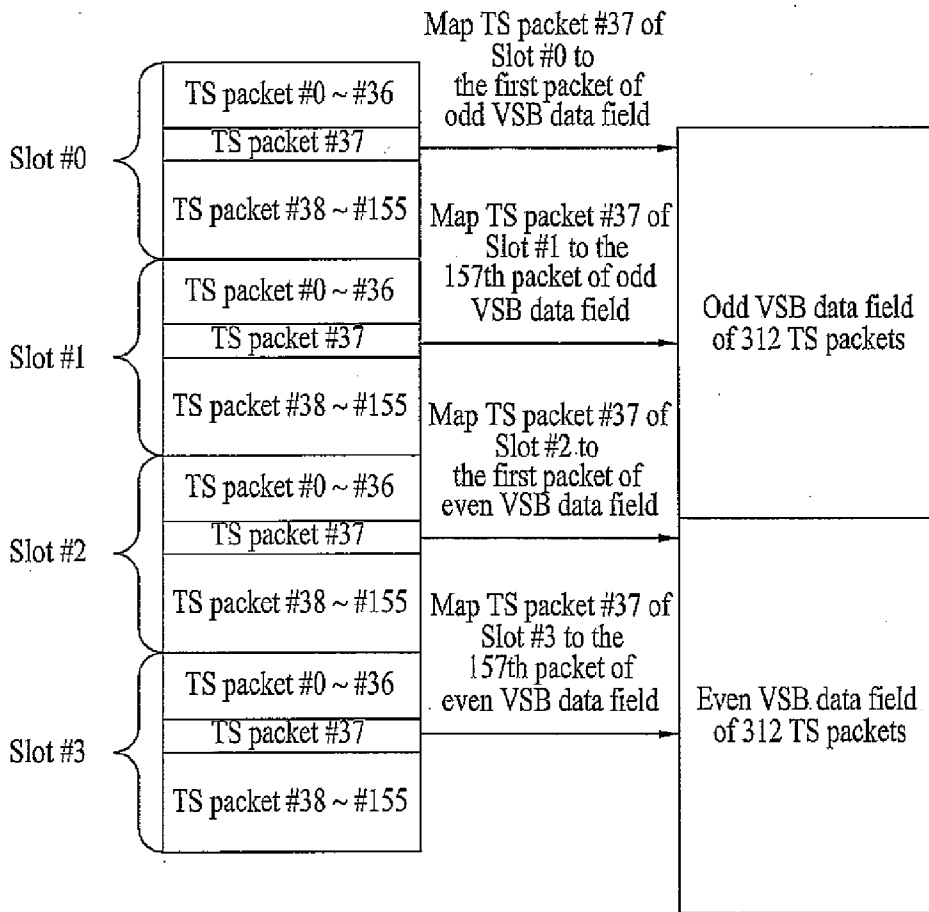 Map TS packet #37 of
Slot #0 to
the first packet of
odd VSB data field
Slot #0
TS packet #0 ~ #36
TS packet #37
TS packet #38 ~ #155
Map TS packet #37 of
Slot #1 to the
157th packet of odd
VSB data field
Slot #1
TS packet #0 ~ #36
TS packet #37
TS packet #38 ~ #155
Odd VSB data field
of 312 TS packets
Map TS packet #37 of
Slot #2 to
the first packet of
even VSB data field
Slot #2
TS packet #0 ~ #36
TS packet #37
TS packet #38 ~ #155
Map TS packet #37 of
Slot #3 to the
157th packet of
even VSB data field
Slot #3
TS packet #0 ~ #36
TS packet #37
TS packet #38 ~ #155
Even VSB data field
of 312 TS packets